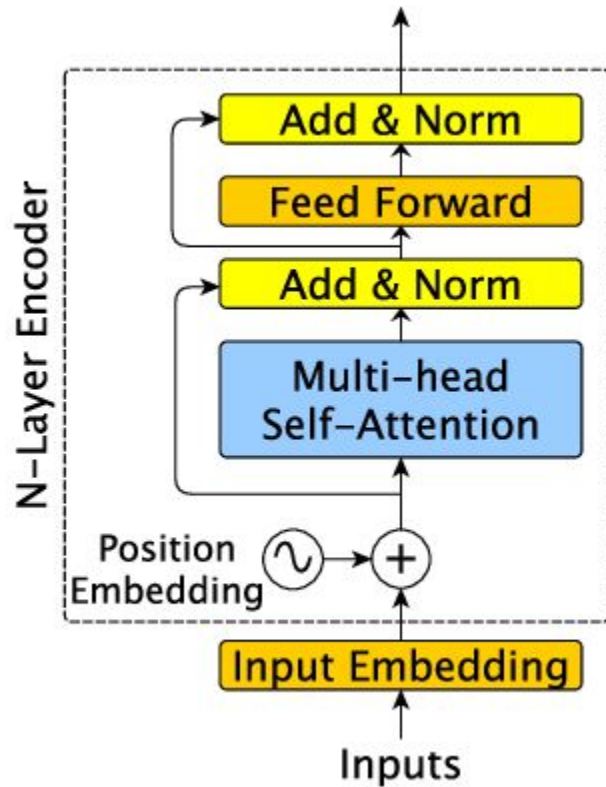 Add & Norm
Feed Forward
Add & Norm
Multi-head
Self-Attention
N-Layer Encoder
Position
Embedding
+
Input Embedding
Inputs